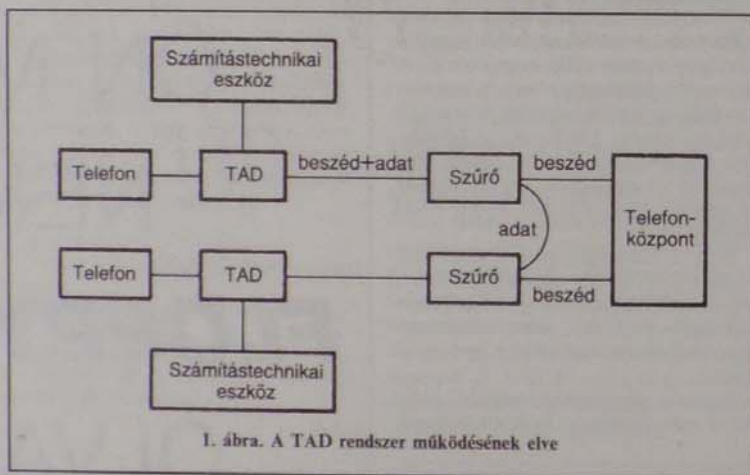 Számítástechnikai
eszköz
Telefon
TAD
beszéd+adat
Szűrő
beszéd
Telefon-
központ
adat
Telefon
TAD
Szűrő
beszéd
Számítástechnikai
eszköz
1. ábra. A TAD rendszer működésének elve